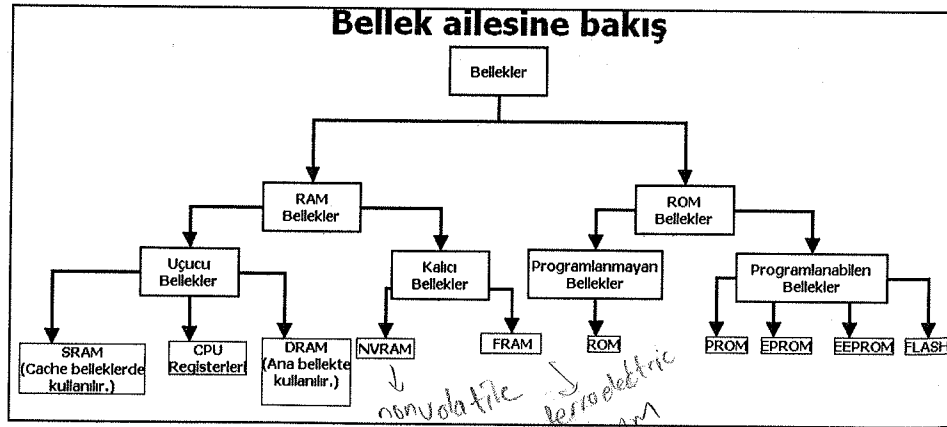 Bellek ailesine bakış
Bellekler
RAM
Bellekler
ROM
Bellekler
Uçucu
Bellekler
Kalıcı
Bellekler
Programlanmayan
Bellekler
Programlanabilen
Bellekler
SRAM
(Cache belleklerde
kullanılır.)
CPU
Registerleri
DRAM
(Ana bellekte
kullanılır.)
NVRAM
FRAM
ROM
PROM
EPROM
EEPROM
FLASH
nonvolatile